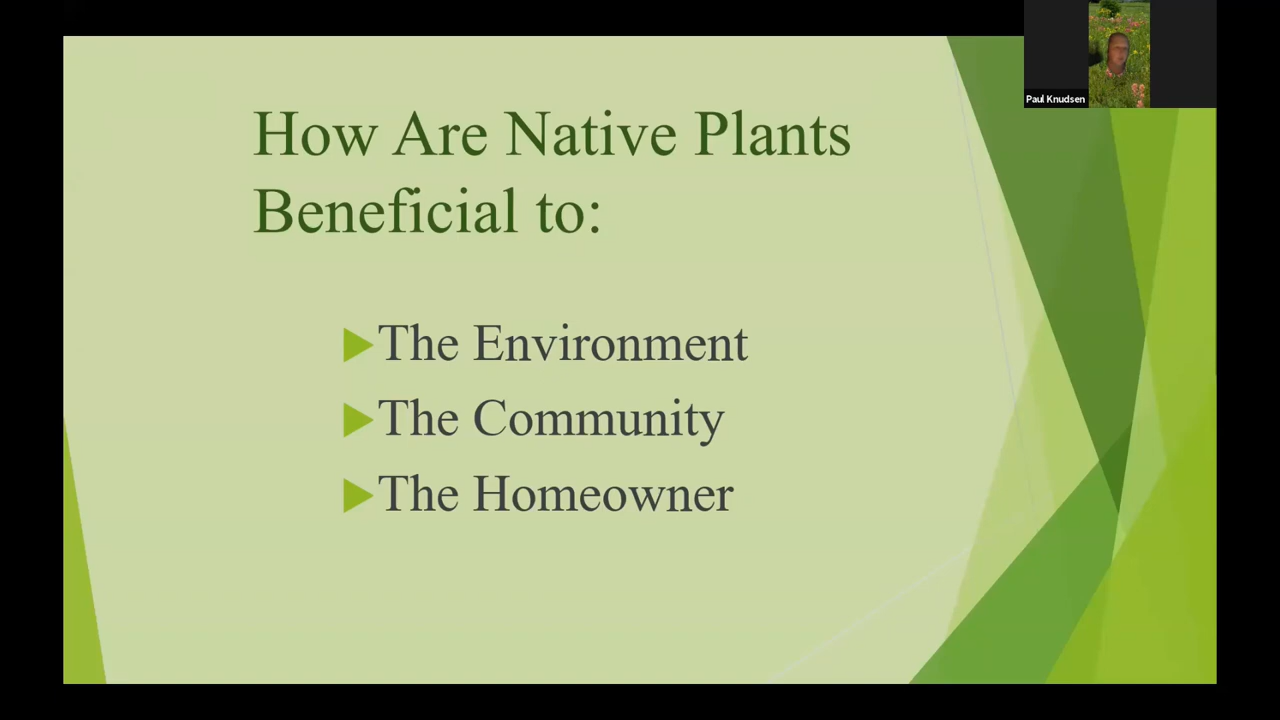 Paul Knudsen
How Are Native Plants
Beneficial to:
The Environment
The Community
The Homeowner